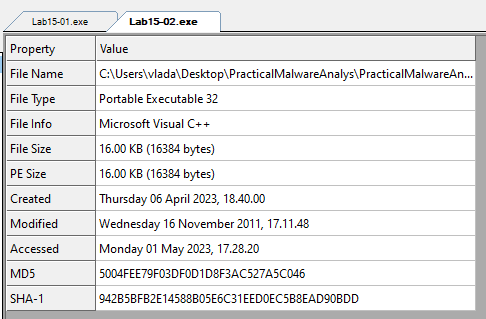 Lab15-01.exe Lab15-02.exe
Property Value
File Name C:\Users\vlada\Desktop\PracticalMalwareAnalys\PracticalMalwareAn...
File Type Portable Executable 32
File Info Microsoft Visual C++
File Size 16.00 KB (16384 bytes)
PE Size 16.00 KB (16384 bytes)
Created Thursday 06 April 2023, 18.40.00
Modified Wednesday 16 November 2011, 17.11.48
Accessed Monday 01 May 2023, 17.28.20
MD5 5004FEE79F03DF0D1D8F3AC527A5C046
SHA-1 942B5BFB2E14588B05E6C31EED0EC5B8EAD90BDD